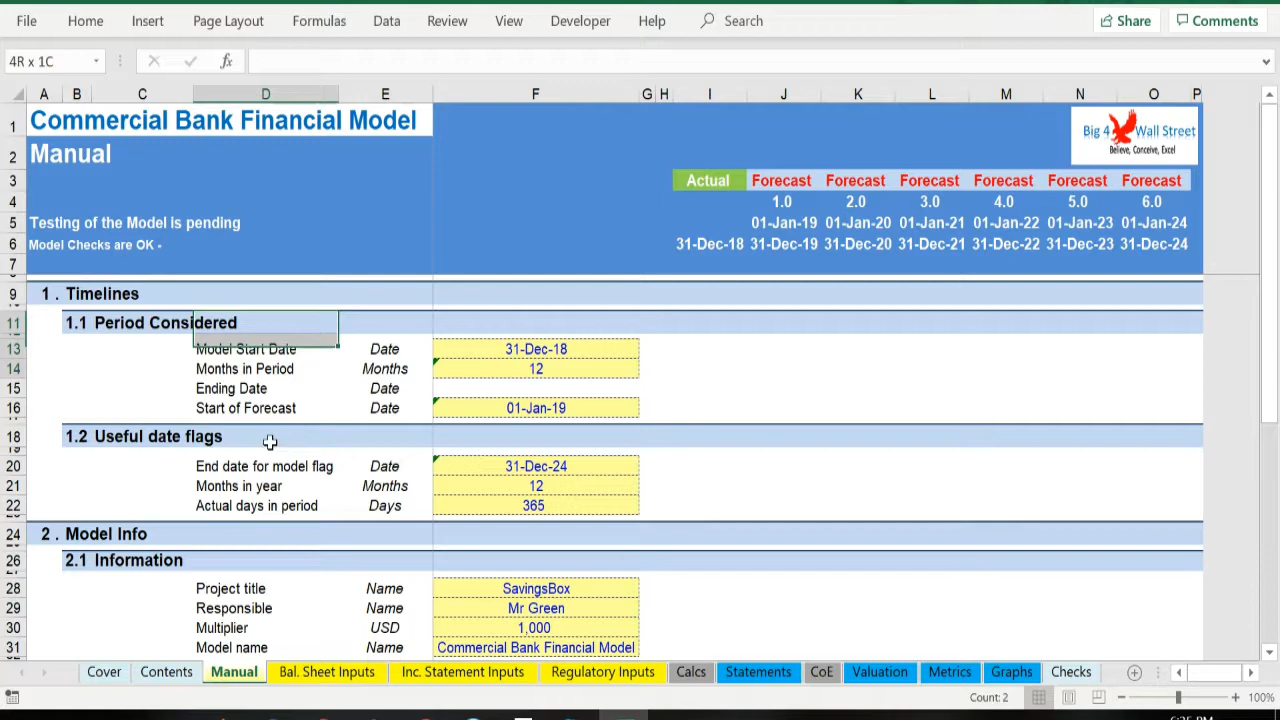 File Home Insert Page Layout Formulas Data Review View Developer Help Search Share Comments
4R x 1C fx
A B C D E F G H I J K L M N O P
1 Commercial Bank Financial Model
Big 4 Wall Street
Believe, Conceive, Excel
2 Manual
3 Actual Forecast Forecast Forecast Forecast Forecast Forecast
4 1.0 2.0 3.0 4.0 5.0 6.0
5 Testing of the Model is pending 01-Jan-19 01-Jan-20 01-Jan-21 01-Jan-22 01-Jan-23 01-Jan-24
6 Model Checks are OK - 31-Dec-18 31-Dec-19 31-Dec-20 31-Dec-21 31-Dec-22 31-Dec-23 31-Dec-24
7
9 1 . Timelines
11 1.1 Period Considered
13 Model Start Date Date 31-Dec-18
14 Months in Period Months 12
15 Ending Date Date
16 Start of Forecast Date 01-Jan-19
18 1.2 Useful date flags
20 End date for model flag Date 31-Dec-24
21 Months in year Months 12
22 Actual days in period Days 365
24 2 . Model Info
26 2.1 Information
28 Project title Name SavingsBox
29 Responsible Name Mr Green
30 Multiplier USD 1,000
31 Model name Name Commercial Bank Financial Model
Cover Contents Manual Bal. Sheet Inputs Inc. Statement Inputs Regulatory Inputs Calcs Statements CoE Valuation Metrics Graphs Checks
Count: 2 100%